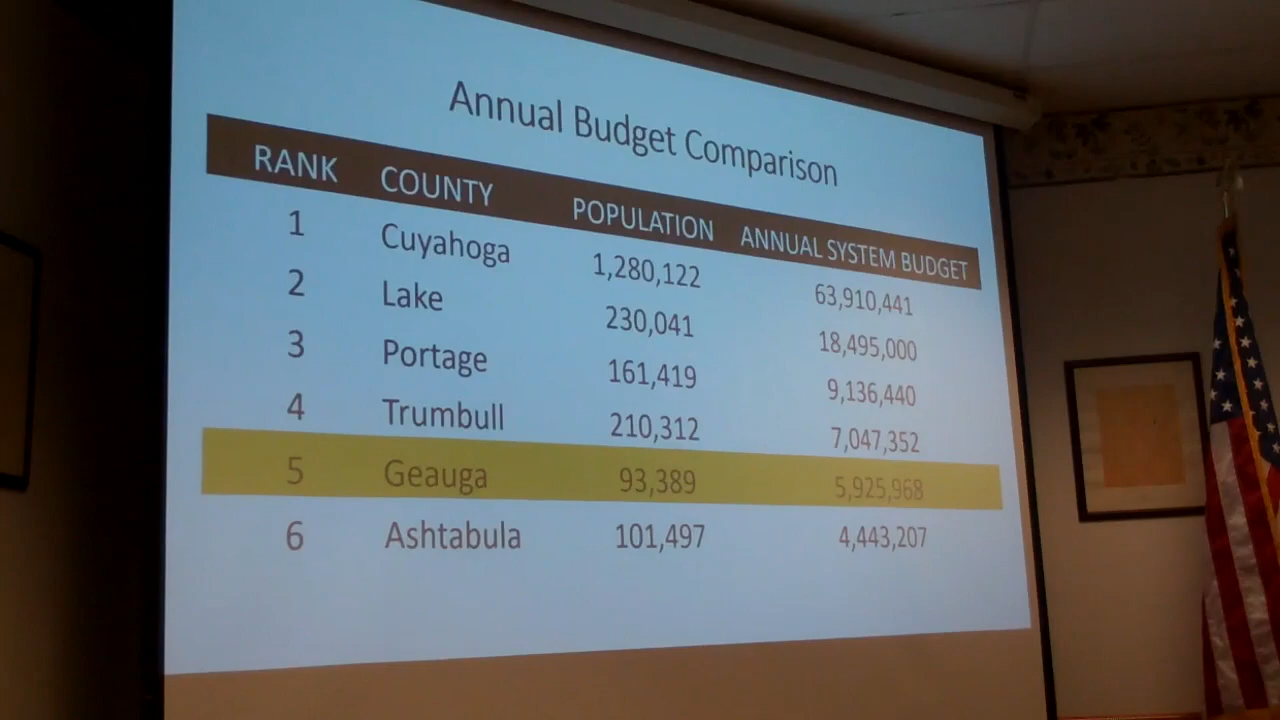 Annual Budget Comparison
RANK COUNTY POPULATION ANNUAL SYSTEM BUDGET
1 Cuyahoga 1,280,122 63,910,441
2 Lake 230,041 18,495,000
3 Portage 161,419 9,136,440
4 Trumbull 210,312 7,047,352
5 Geauga 93,389 5,925,968
6 Ashtabula 101,497 4,443,207